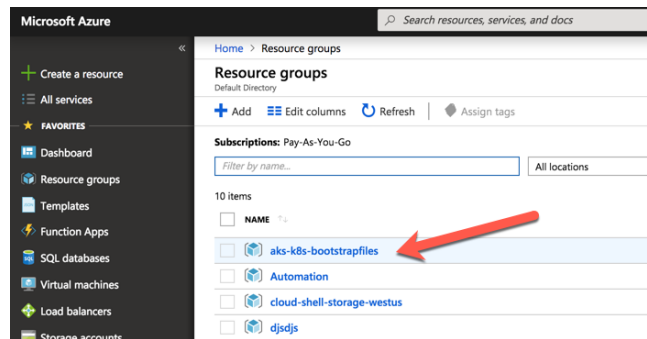 Microsoft Azure
Search resources, services, and docs
«
Create a resource
All services
FAVORITES
Dashboard
Resource groups
Templates
Function Apps
SQL databases
Virtual machines
Load balancers
Storage accounts
Home > Resource groups
Resource groups
Default Directory
Add Edit columns Refresh Assign tags
Subscriptions: Pay-As-You-Go
Filter by name... All locations
10 items
NAME
aks-k8s-bootstrapfiles
Automation
cloud-shell-storage-westus
djsdjs